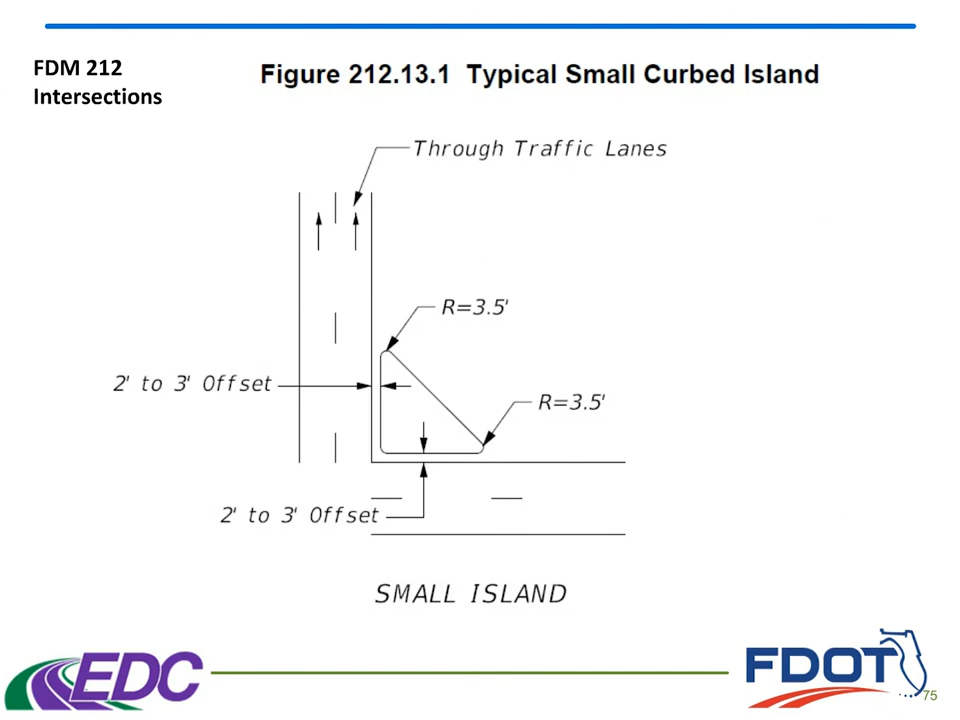 FDM 212
Intersections
Figure 212.13.1 Typical Small Curbed Island
Through Traffic Lanes
R=3.5'
2' to 3' Offset
R=3.5'
2' to 3' Offset
SMALL ISLAND
EDC
FDOT
75